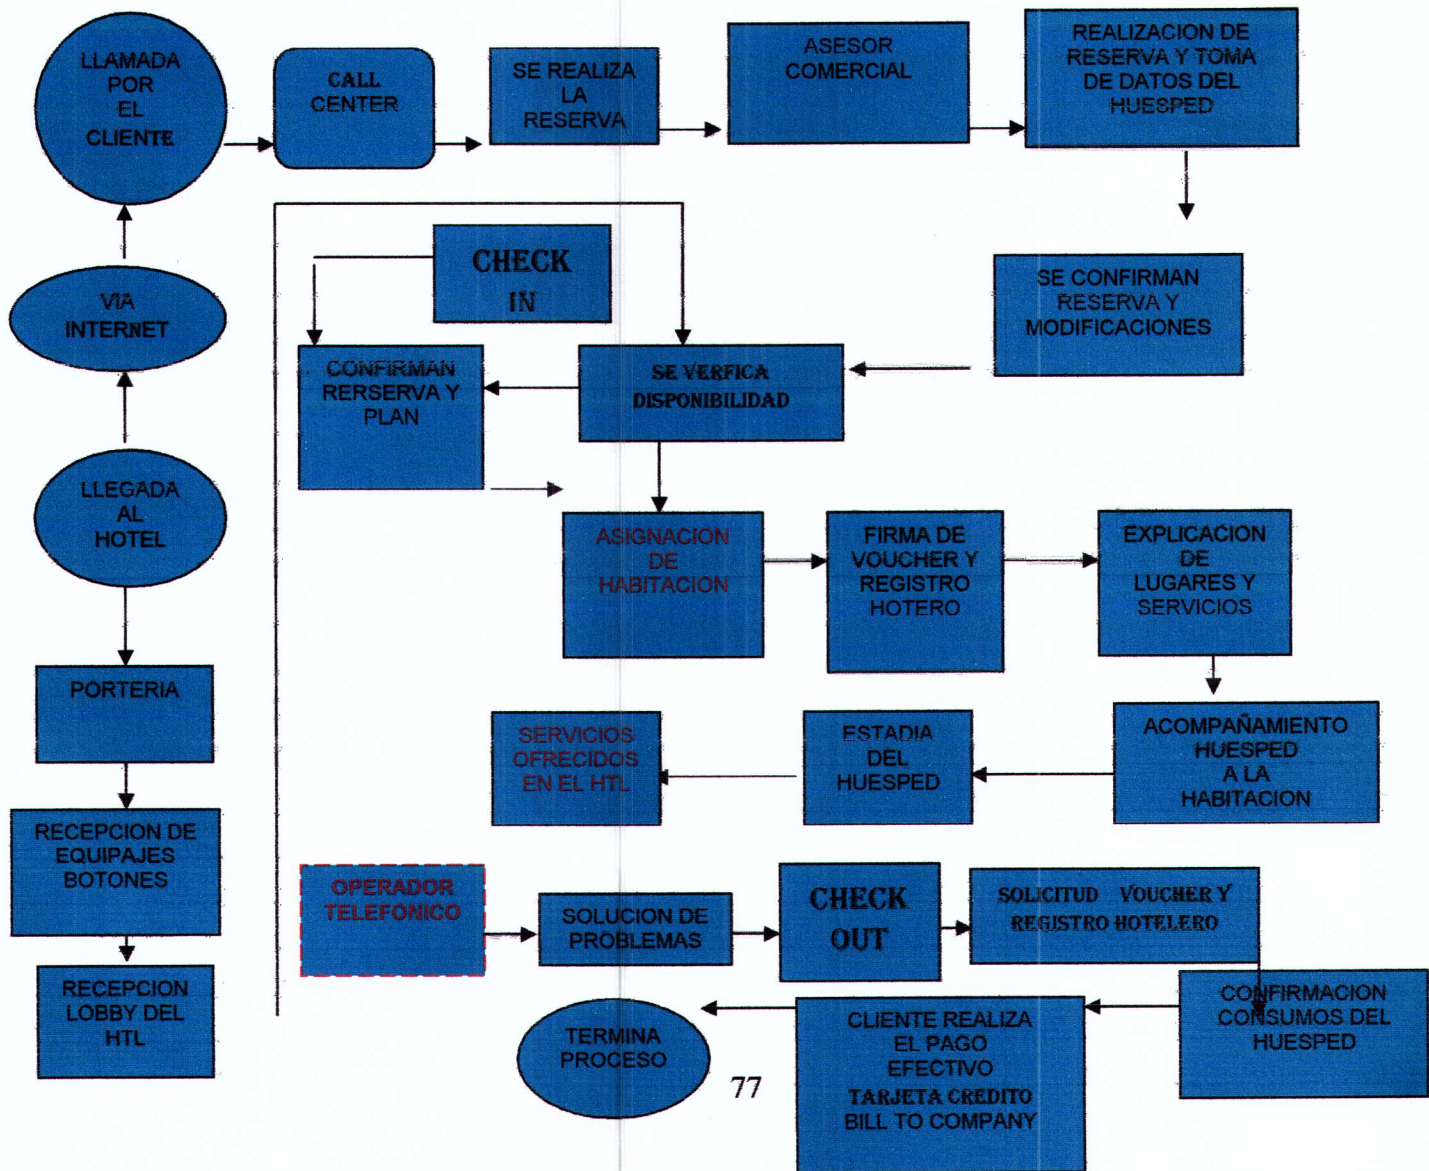 LLAMADA
POR
EL
CLIENTE
CALL
CENTER
SE REALIZA
LA
RESERVA
ASESOR
COMERCIAL
REALIZACION DE
RESERVA Y TOMA
DE DATOS DEL
HUESPED
VIA
INTERNET
CHECK
IN
SE CONFIRMAN
RESERVA Y
MODIFICACIONES
CONFIRMAN
RERSERVA Y
PLAN
SE VERFICA
DISPONIBILIDAD
LLEGADA
AL
HOTEL
ASIGNACION
DE
HABITACION
FIRMA DE
VOUCHER Y
REGISTRO
HOTERO
EXPLICACION
DE
LUGARES Y
SERVICIOS
PORTERIA
SERVICIOS
OFRECIDOS
EN EL HTL
ESTADIA
DEL
HUESPED
ACOMPAÑAMIENTO
HUESPED
A LA
HABITACION
RECEPCION DE
EQUIPAJES
BOTONES
OPERADOR
TELEFONICO
SOLUCION DE
PROBLEMAS
CHECK
OUT
SOLICITUD VOUCHER Y
REGISTRO HOTELERO
RECEPCION
LOBBY DEL
HTL
TERMINA
PROCESO
CLIENTE REALIZA
EL PAGO
EFECTIVO
TARJETA CREDITO
BILL TO COMPANY
CONFIRMACION
CONSUMOS DEL
HUESPED
77